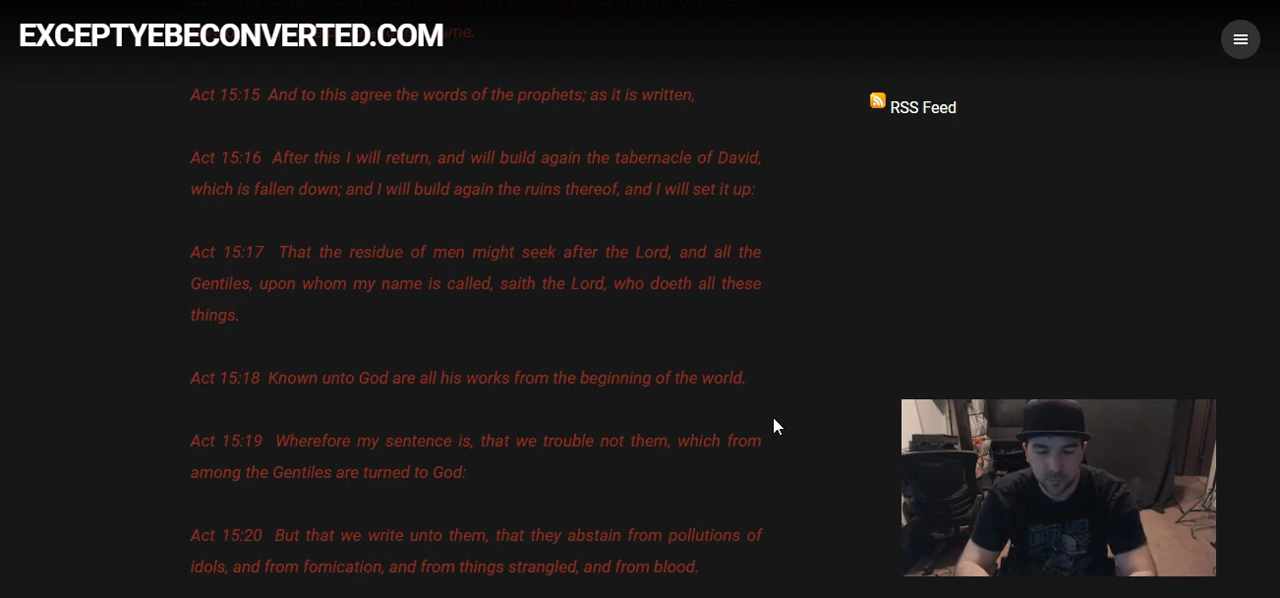 EXCEPTYEBECONVERTED.COM
Act 15:15 And to this agree the words of the prophets; as it is written,
RSS Feed
Act 15:16 After this I will return, and will build again the tabernacle of David,
which is fallen down; and I will build again the ruins thereof, and I will set it up:
Act 15:17 That the residue of men might seek after the Lord, and all the
Gentiles, upon whom my name is called, saith the Lord, who doeth all these
things.
Act 15:18 Known unto God are all his works from the beginning of the world.
Act 15:19 Wherefore my sentence is, that we trouble not them, which from
among the Gentiles are turned to God:
Act 15:20 But that we write unto them, that they abstain from pollutions of
idols, and from fornication, and from things strangled, and from blood.